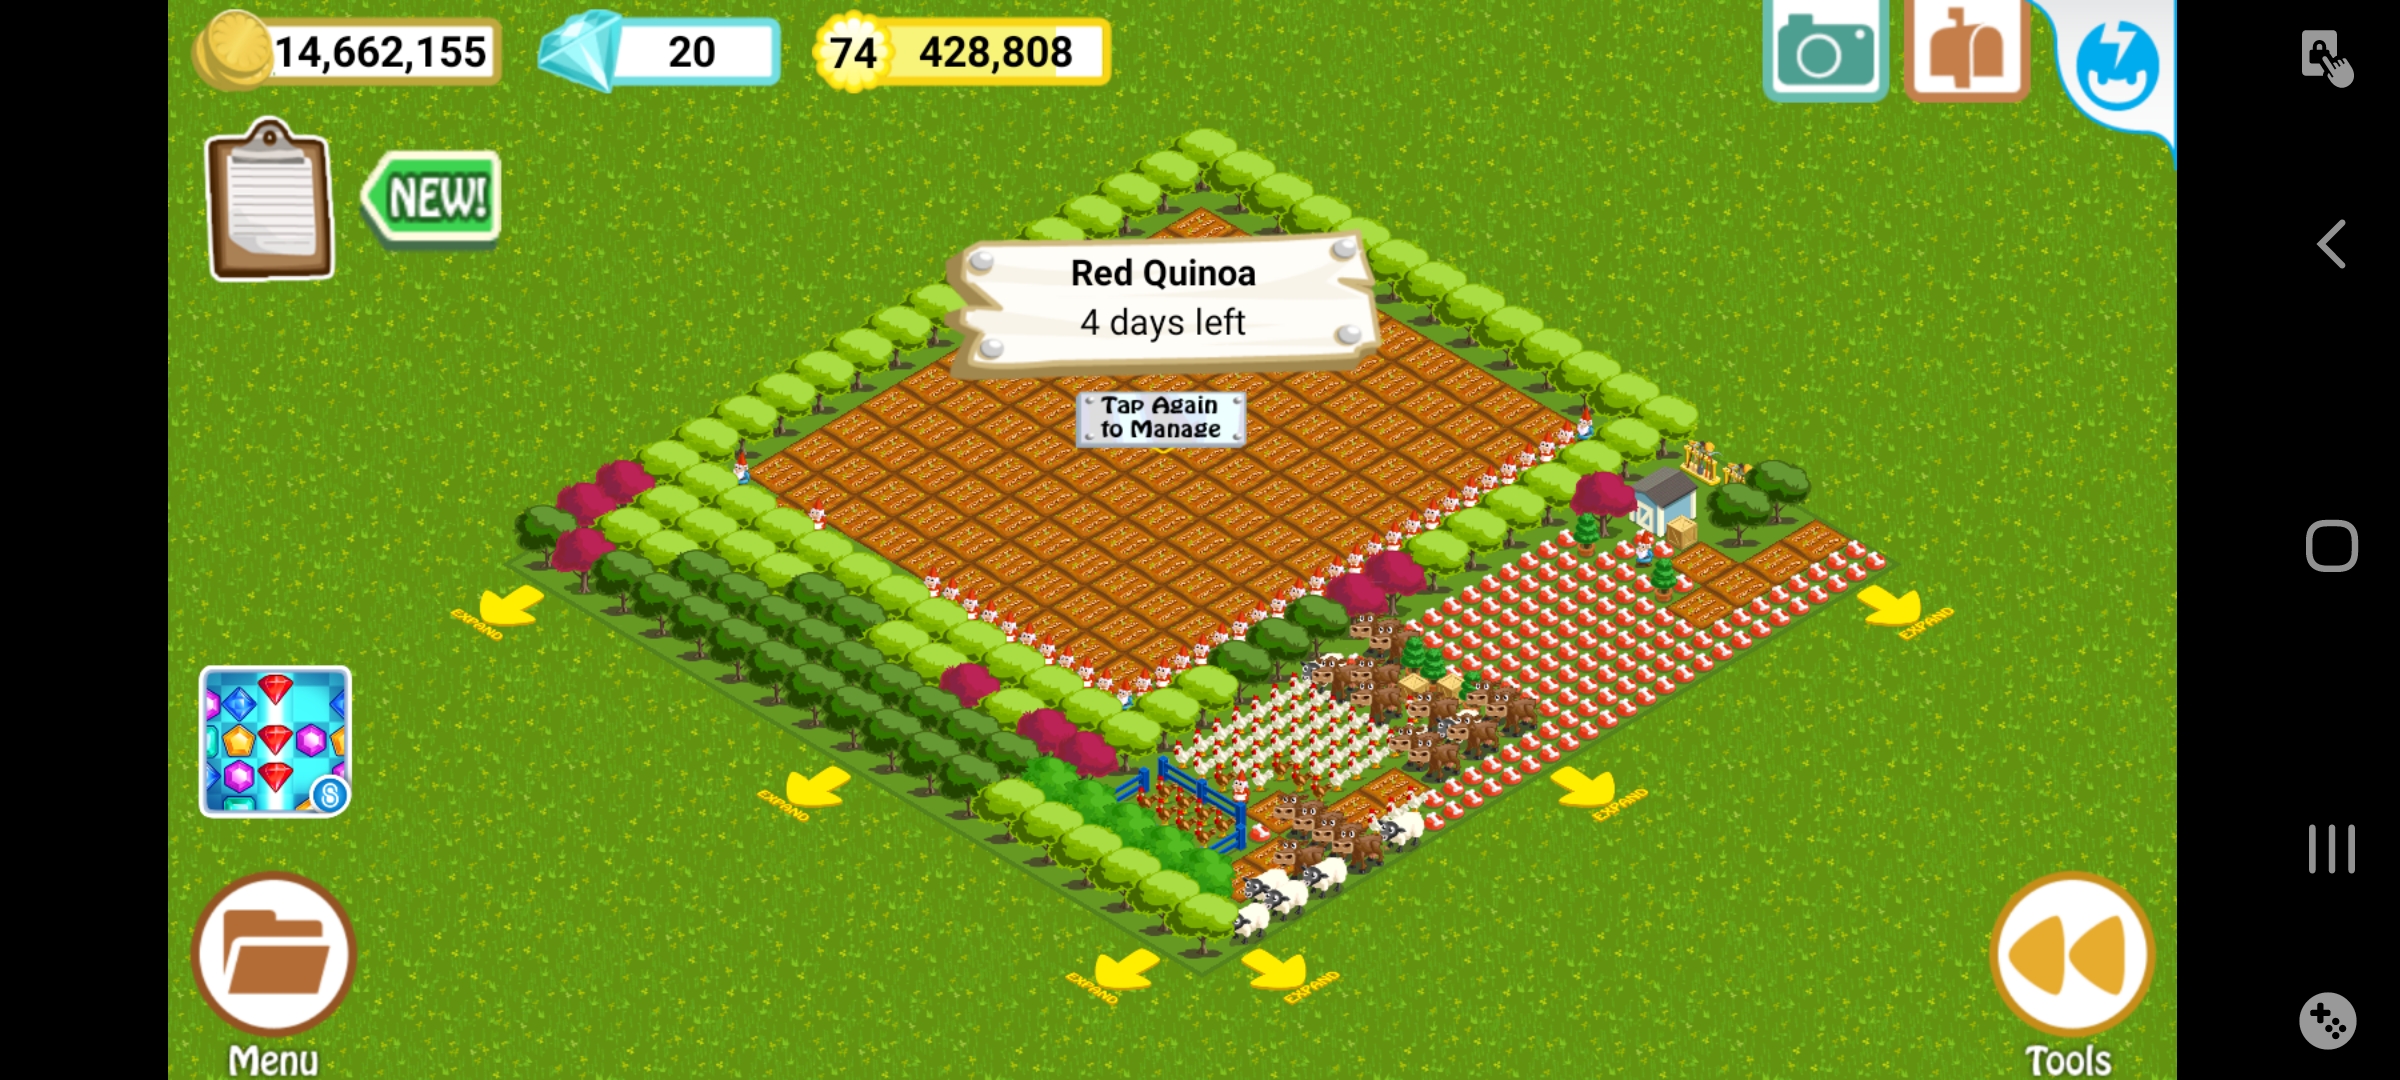 14,662,155
20
74
428,808
NEW!
Red Quinoa
4 days left
Tap Again
to Manage
EXPAND
EXPAND
EXPAND
EXPAND
EXPAND
EXPAND
S
Menu
Tools